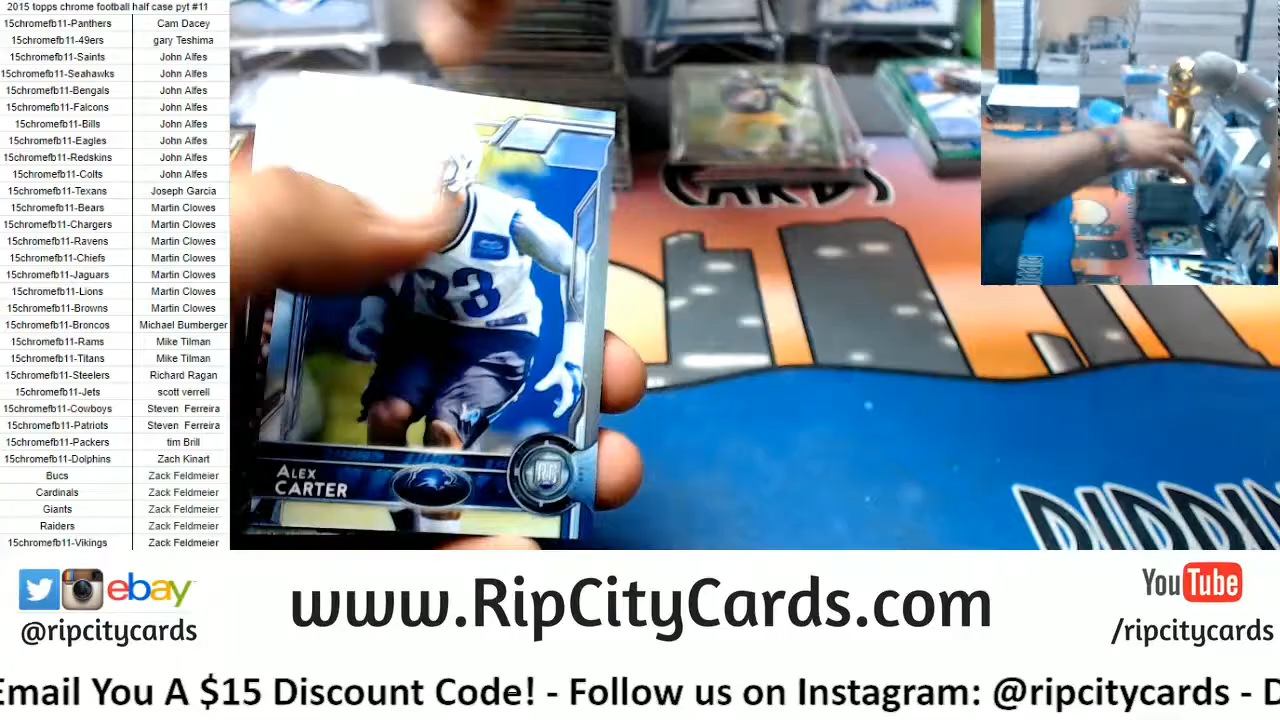 2015 topps chrome football half case pyt #11
15chromefb11-Panthers Cam Dacey
15chromefb11-49ers gary Teshima
15chromefb11-Saints John Alfes
15chromefb11-Seahawks John Alfes
15chromefb11-Bengals John Alfes
15chromefb11-Falcons John Alfes
15chromefb11-Bills John Alfes
15chromefb11-Eagles John Alfes
15chromefb11-Redskins John Alfes
15chromefb11-Colts John Alfes
15chromefb11-Texans Joseph Garcia
15chromefb11-Bears Martin Clowes
15chromefb11-Chargers Martin Clowes
15chromefb11-Ravens Martin Clowes
15chromefb11-Chiefs Martin Clowes
15chromefb11-Jaguars Martin Clowes
15chromefb11-Lions Martin Clowes
15chromefb11-Browns Martin Clowes
15chromefb11-Broncos Michael Bumberger
15chromefb11-Rams Mike Tilman
15chromefb11-Titans Mike Tilman
15chromefb11-Steelers Richard Ragan
15chromefb11-Jets scott verrell
15chromefb11-Cowboys Steven Ferreira
15chromefb11-Patriots Steven Ferreira
15chromefb11-Packers tim Brill
15chromefb11-Dolphins Zach Kinart
Bucs Zack Feldmeier
Cardinals Zack Feldmeier
Giants Zack Feldmeier
Raiders Zack Feldmeier
15chromefb11-Vikings Zack Feldmeier
CARDS
33
ALEX
CARTER
RC
ebay
@ripcitycards
www.RipCityCards.com
YouTube
/ripcitycards
Email You A $15 Discount Code! - Follow us on Instagram: @ripcitycards - D